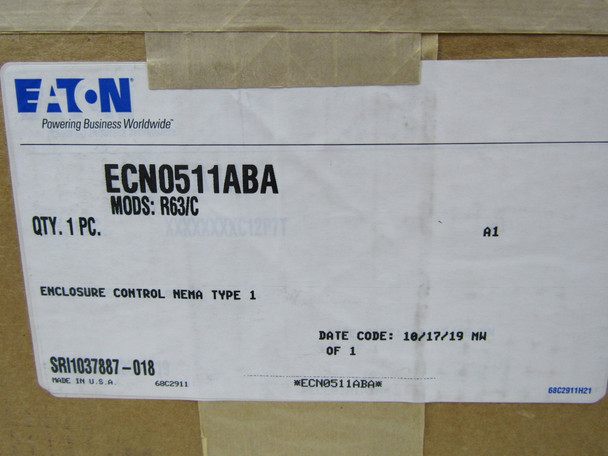 EATON
Powering Business Worldwide
ECN0511ABA
MODS: R63/C
QTY. 1 PC.
A1
ENCLOSURE CONTROL NEMA TYPE 1
DATE CODE: 10/17/19 MW
OF 1
SRI1037887-018
MADE IN U.S.A.
68C2911
*ECN0511ABA*
68C2911H21